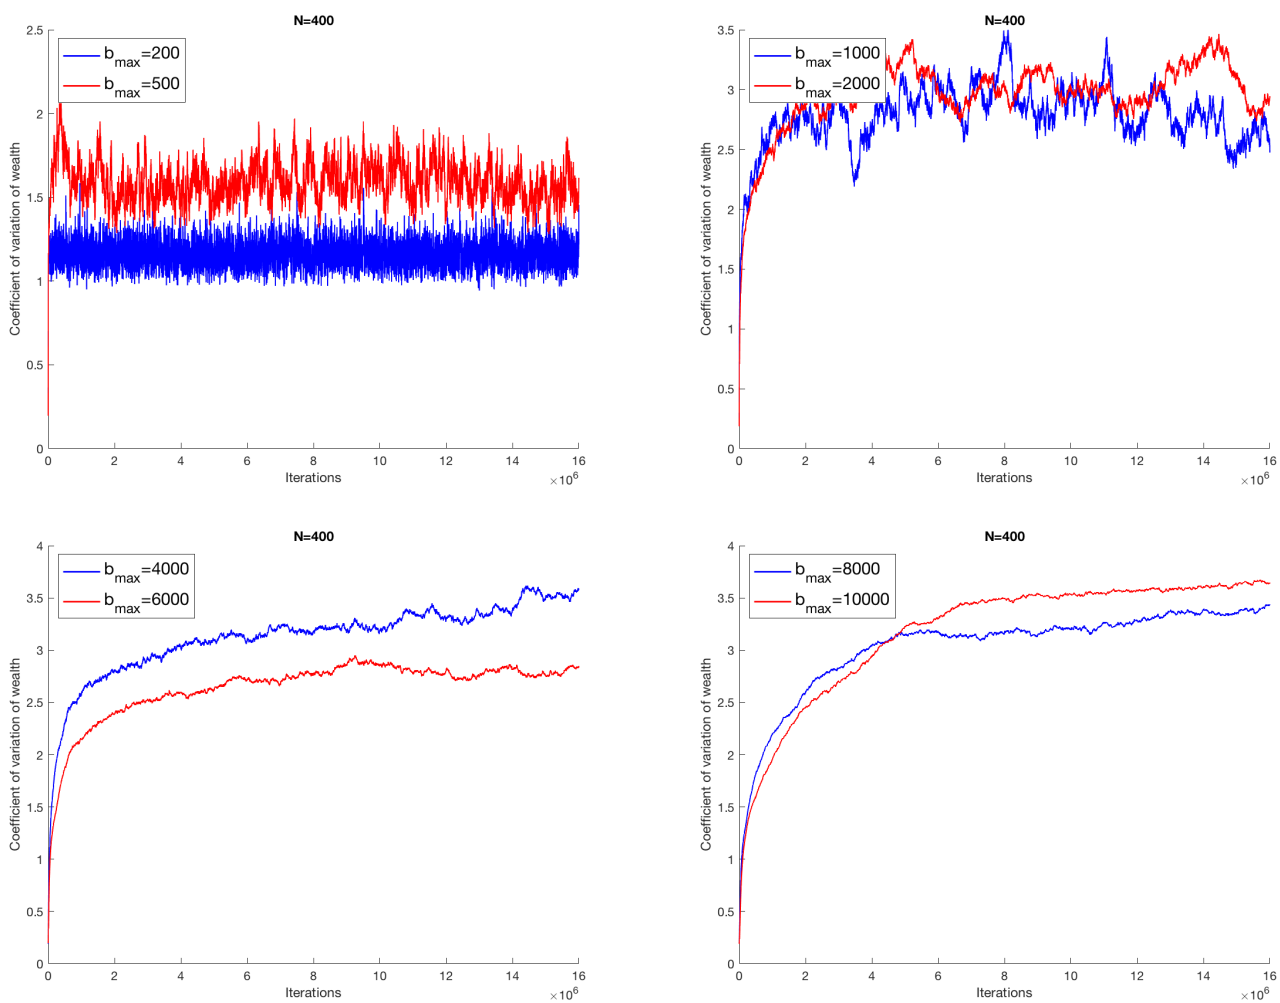 N=400
b_max=200
b_max=500
2.5
2
1.5
1
0.5
0
Coefficient of variation of wealth
0 2 4 6 8 10 12 14 16
Iterations
×10^6
N=400
b_max=1000
b_max=2000
3.5
3
2.5
2
1.5
1
0.5
0
Coefficient of variation of wealth
0 2 4 6 8 10 12 14 16
Iterations
×10^6
N=400
b_max=4000
b_max=6000
4
3.5
3
2.5
2
1.5
1
0.5
0
Coefficient of variation of wealth
0 2 4 6 8 10 12 14 16
Iterations
×10^6
N=400
b_max=8000
b_max=10000
4
3.5
3
2.5
2
1.5
1
0.5
0
Coefficient of variation of wealth
0 2 4 6 8 10 12 14 16
Iterations
×10^6